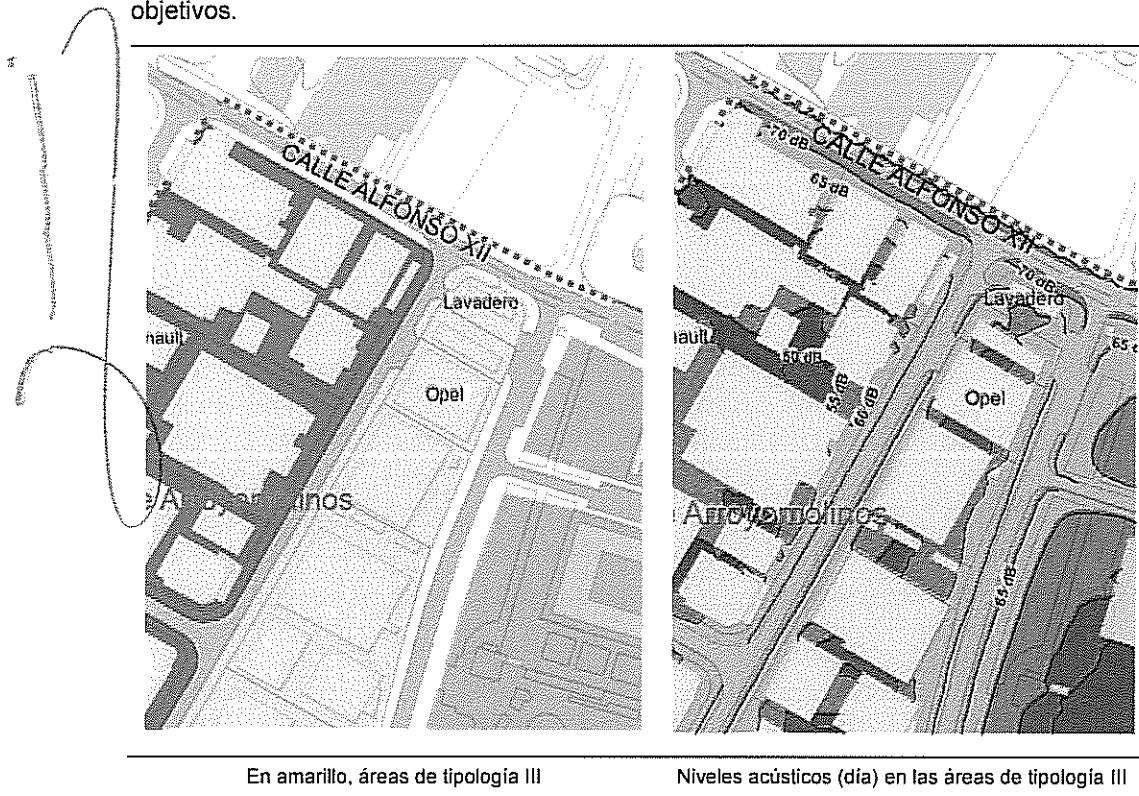 objetivos.
CALLE ALFONSO XII
Lavadero
nault
Opel
e Arroyomolinos
70 dB
CALLE ALFONSO XII
65 dB
70 dB
Lavadero
65 d
nault
50 dB
55 dB
60 dB
Opel
e Arroyomolinos
65 dB
En amarillo, áreas de tipología III
Niveles acústicos (día) en las áreas de tipología III